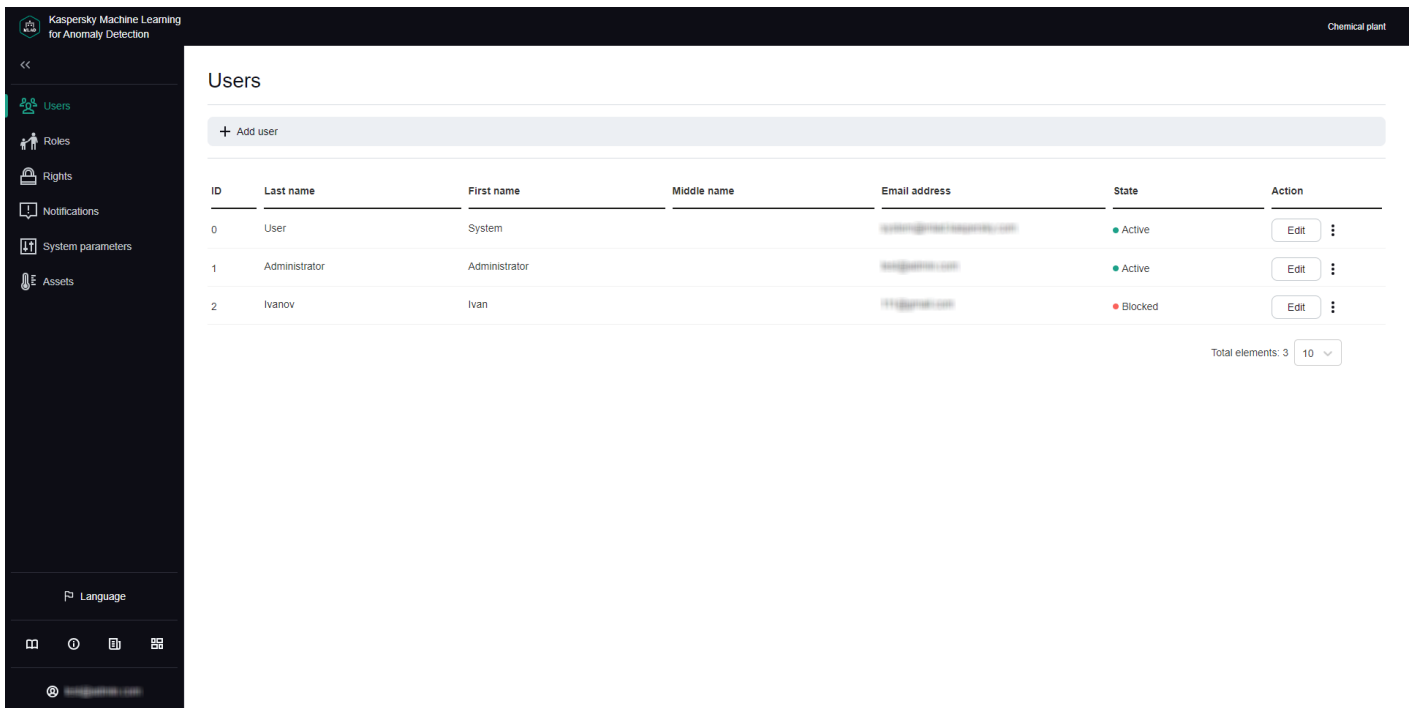 Kaspersky Machine Learning
for Anomaly Detection
Chemical plant
Users
Roles
Rights
Notifications
System parameters
Assets
Language
Users
+ Add user
ID Last name First name Middle name Email address State Action
0 User System Active Edit
1 Administrator Administrator Active Edit
2 Ivanov Ivan Blocked Edit
Total elements: 3 10